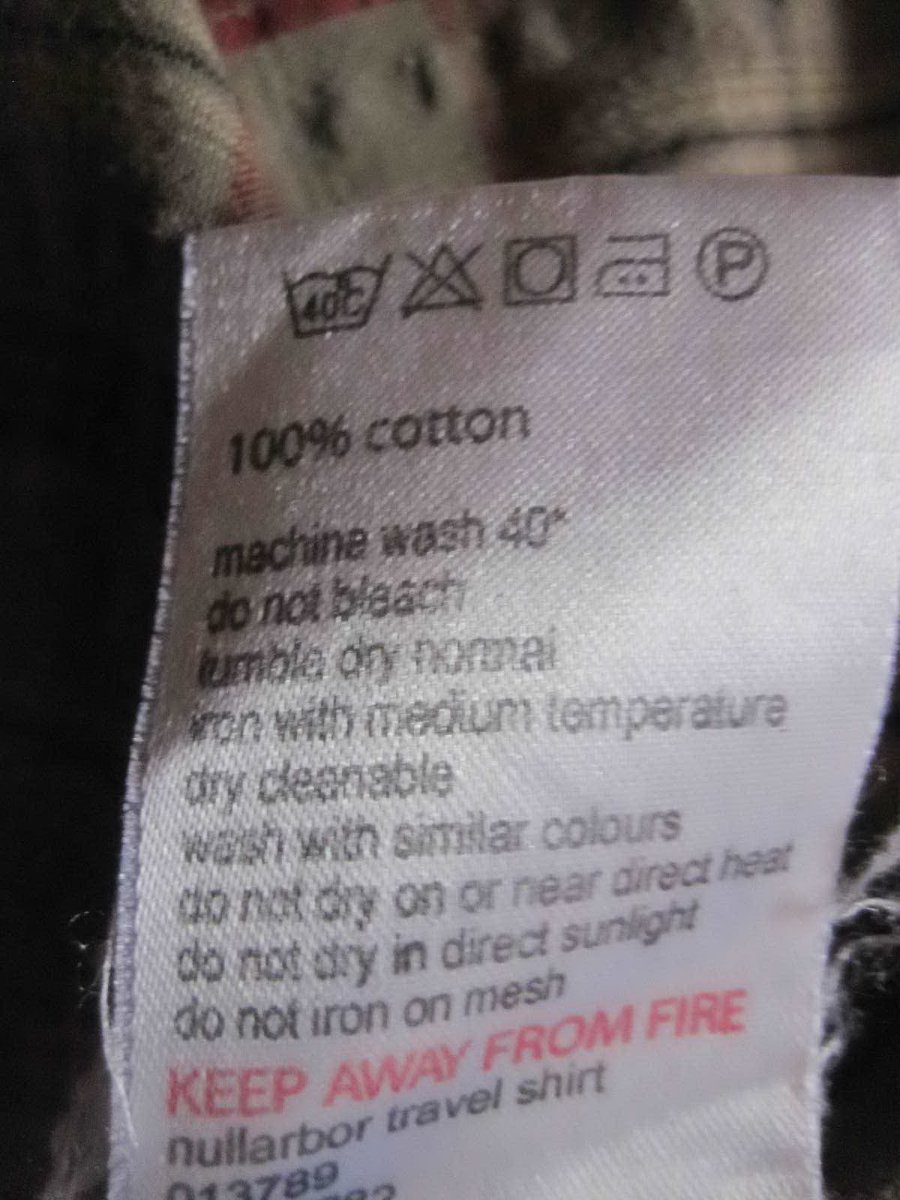 40C P
100% cotton
machine wash 40°
do not bleach
tumble dry normal
iron with medium temperature
dry cleanable
wash with similar colours
do not dry on or near direct heat
do not dry in direct sunlight
do not iron on mesh
KEEP AWAY FROM FIRE
nullarbor travel shirt
013789